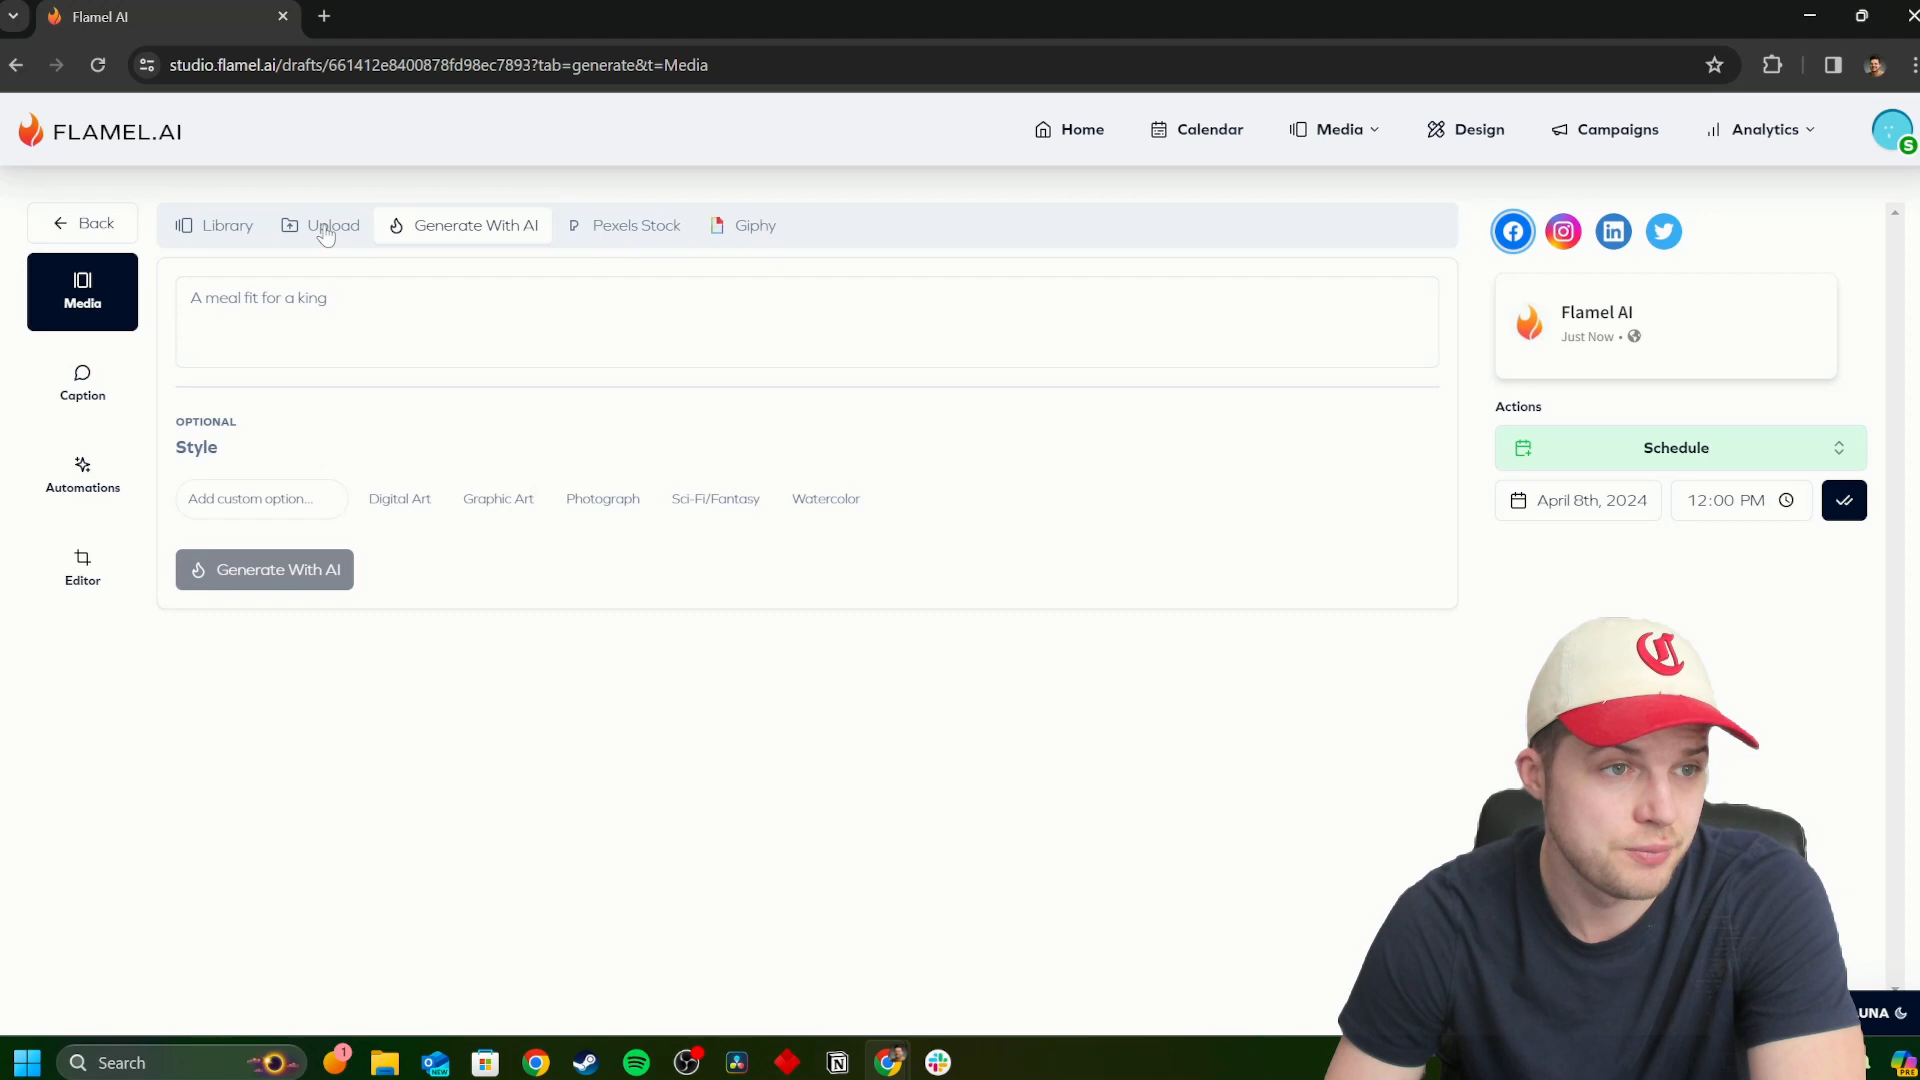 Flamel AI
studio.flamel.ai/drafts/661412e8400878fd98ec7893?tab=generate&t=Media
FLAMEL.AI
Home
Calendar
Media
Design
Campaigns
Analytics
S
Back
Library
Upload
Generate With AI
Pexels Stock
Giphy
Media
Caption
Automations
Editor
A meal fit for a king
OPTIONAL
Style
Add custom option...
Digital Art
Graphic Art
Photograph
Sci-Fi/Fantasy
Watercolor
Generate With AI
Flamel AI
Just Now •
Actions
Schedule
April 8th, 2024
12:00 PM
C
UNA
Search
1
NEW
PRE